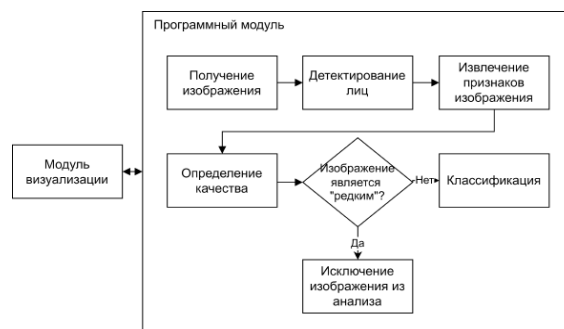 Программный модуль
Получение
изображения
Детектирование
лиц
Извлечение
признаков
изображения
Модуль
визуализации
Определение
качества
Изображение
является
"редким"?
Нет
Классификация
Да
Исключение
изображения из
анализа